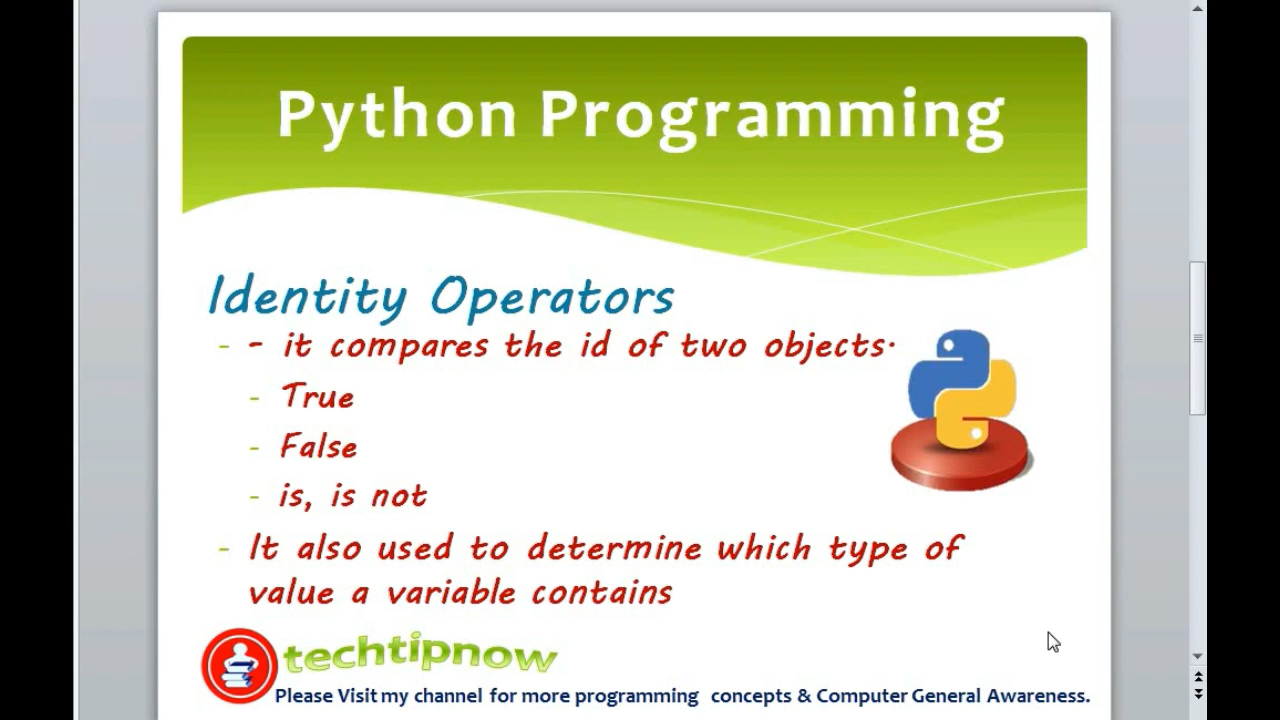 Python Programming
Identity Operators
- - it compares the id of two objects.
- True
- False
- is, is not
- It also used to determine which type of
value a variable contains
techtipnow
Please Visit my channel for more programming concepts & Computer General Awareness.